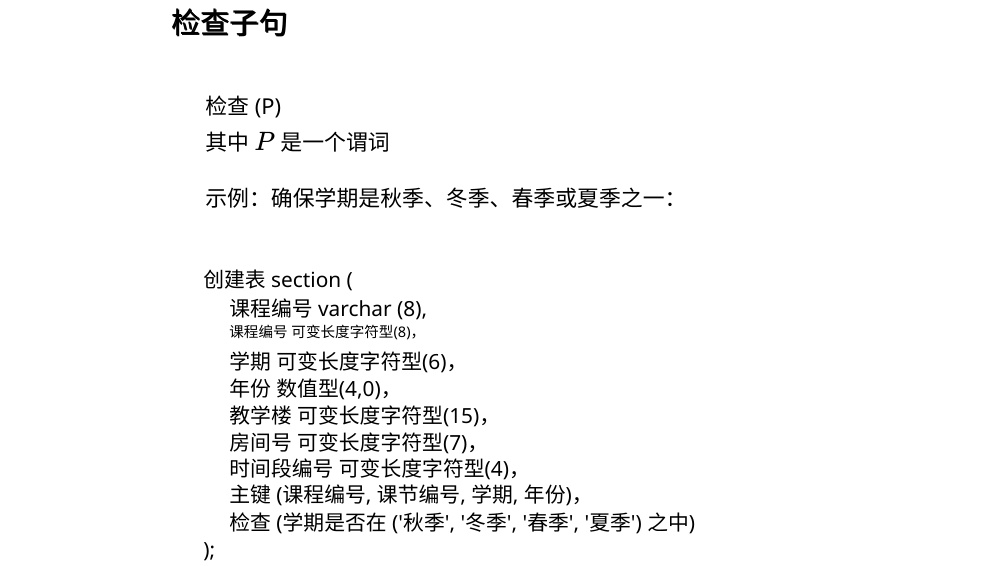 检查子句
检查 (P)
其中 P 是一个谓词
示例：确保学期是秋季、冬季、春季或夏季之一：
创建表 section (
课程编号 varchar (8),
课程编号 可变长度字符型(8)，
学期 可变长度字符型(6)，
年份 数值型(4,0)，
教学楼 可变长度字符型(15)，
房间号 可变长度字符型(7)，
时间段编号 可变长度字符型(4)，
主键 (课程编号, 课节编号, 学期, 年份)，
检查 (学期是否在 ('秋季', '冬季', '春季', '夏季') 之中)
);